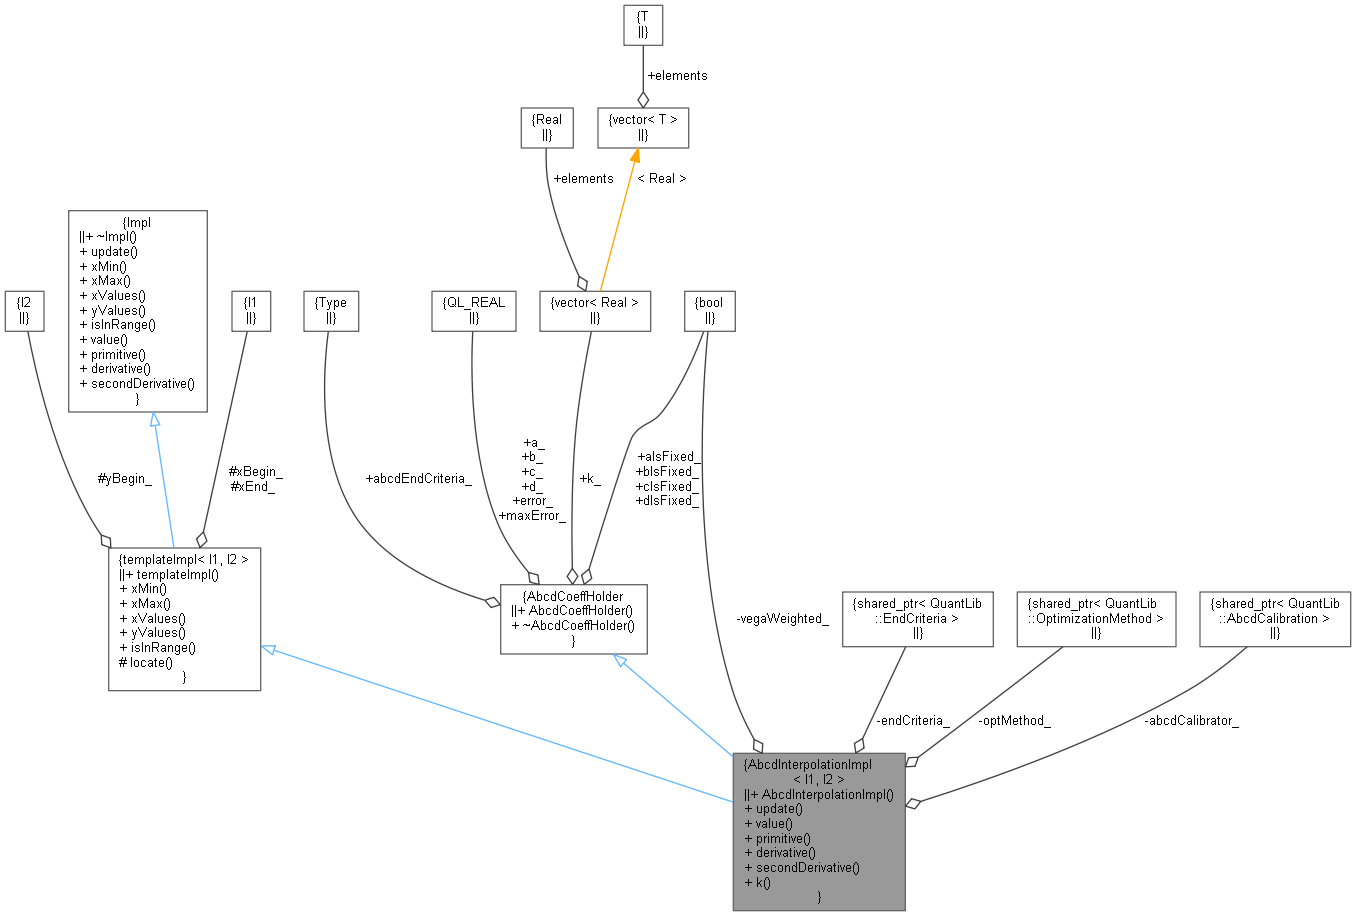 {T
||}
+elements
{Real
||}
{vector< T >
||}
+elements
< Real >
{Impl
||+ ~Impl()
+ update()
+ xMin()
+ xMax()
+ xValues()
+ yValues()
+ isInRange()
+ value()
+ primitive()
+ derivative()
+ secondDerivative()
}
{I2
||}
{I1
||}
{Type
||}
{QL_REAL
||}
{vector< Real >
||}
{bool
||}
#yBegin_
#xBegin_
#xEnd_
+abcdEndCriteria_
+a_
+b_
+c_
+d_
+error_
+maxError_
+k_
+aIsFixed_
+bIsFixed_
+cIsFixed_
+dIsFixed_
{templateImpl< I1, I2 >
||+ templateImpl()
+ xMin()
+ xMax()
+ xValues()
+ yValues()
+ isInRange()
# locate()
}
{AbcdCoeffHolder
||+ AbcdCoeffHolder()
+ ~AbcdCoeffHolder()
}
-vegaWeighted_
{shared_ptr< QuantLib
::EndCriteria >
||}
{shared_ptr< QuantLib
::OptimizationMethod >
||}
{shared_ptr< QuantLib
::AbcdCalibration >
||}
-endCriteria_
-optMethod_
-abcdCalibrator_
{AbcdInterpolationImpl
< I1, I2 >
||+ AbcdInterpolationImpl()
+ update()
+ value()
+ primitive()
+ derivative()
+ secondDerivative()
+ k()
}